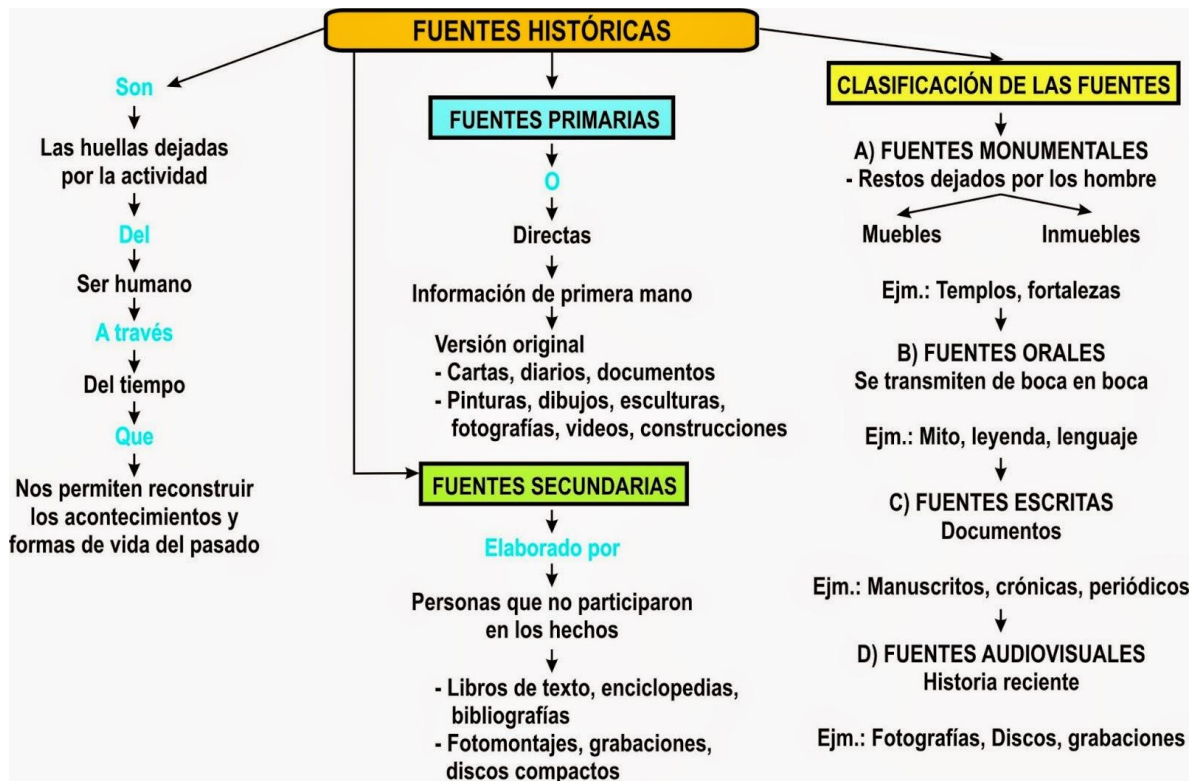 FUENTES HISTÓRICAS
Son
Las huellas dejadas
por la actividad
Del
Ser humano
A través
Del tiempo
Que
Nos permiten reconstruir
los acontecimientos y
formas de vida del pasado
FUENTES PRIMARIAS
O
Directas
Información de primera mano
Versión original
- Cartas, diarios, documentos
- Pinturas, dibujos, esculturas,
fotografías, videos, construcciones
FUENTES SECUNDARIAS
Elaborado por
Personas que no participaron
en los hechos
- Libros de texto, enciclopedias,
bibliografías
- Fotomontajes, grabaciones,
discos compactos
CLASIFICACIÓN DE LAS FUENTES
A) FUENTES MONUMENTALES
- Restos dejados por los hombre
Muebles Inmuebles
Ejm.: Templos, fortalezas
B) FUENTES ORALES
Se transmiten de boca en boca
Ejm.: Mito, leyenda, lenguaje
C) FUENTES ESCRITAS
Documentos
Ejm.: Manuscritos, crónicas, periódicos
D) FUENTES AUDIOVISUALES
Historia reciente
Ejm.: Fotografías, Discos, grabaciones